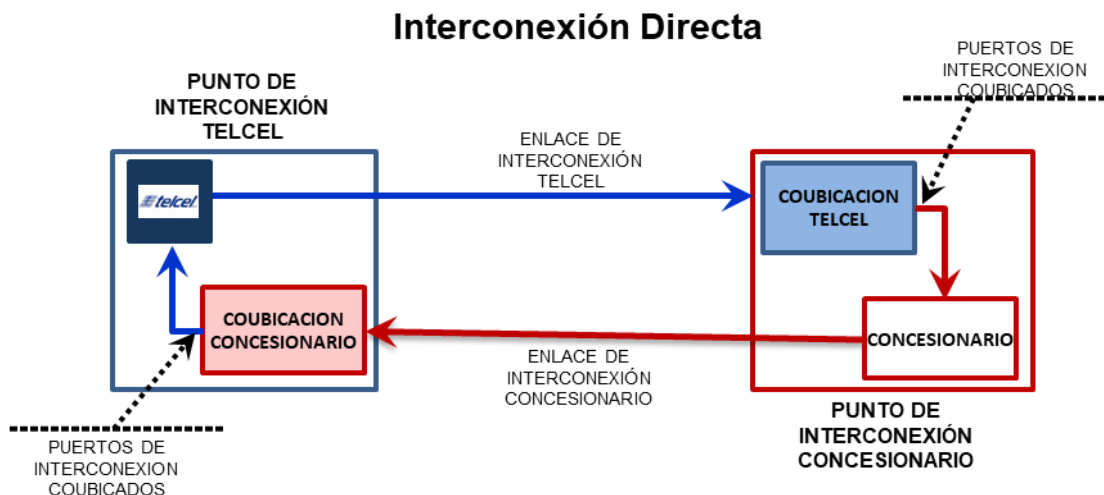 Interconexión Directa
PUNTO DE
INTERCONEXIÓN
TELCEL
PUERTOS DE
INTERCONEXION
COUBICADOS
ENLACE DE
INTERCONEXIÓN
TELCEL
telcel
COUBICACION
TELCEL
COUBICACION
CONCESIONARIO
CONCESIONARIO
ENLACE DE
INTERCONEXIÓN
CONCESIONARIO
PUERTOS DE
INTERCONEXION
COUBICADOS
PUNTO DE
INTERCONEXIÓN
CONCESIONARIO